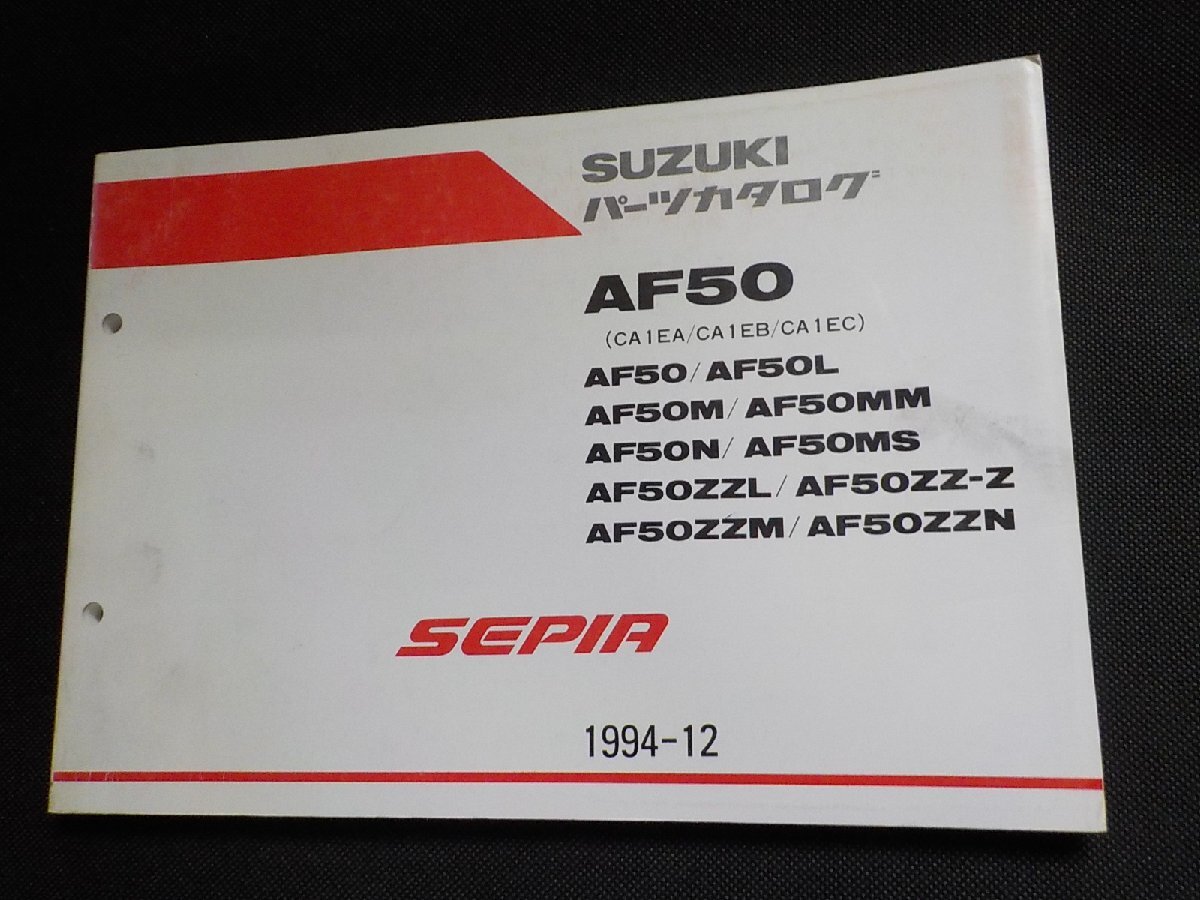 SUZUKI
パーツカタログ
AF50
(CA1EA/CA1EB/CA1EC)
AF50/AF50L
AF50M/AF50MM
AF50N/AF50MS
AF50ZZL/AF50ZZ-Z
AF50ZZM/AF50ZZN
SEPIA
1994-12